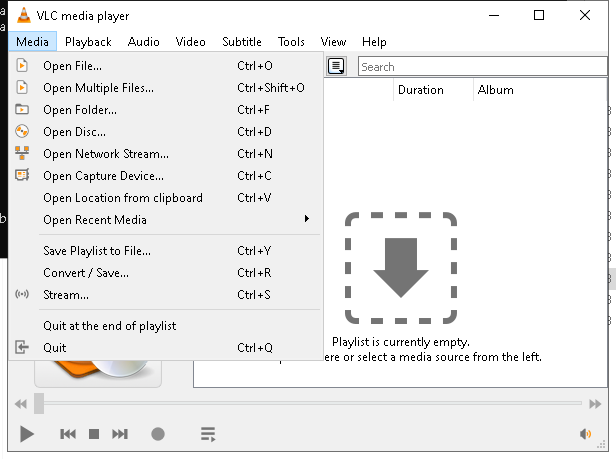 VLC media player
Media Playback Audio Video Subtitle Tools View Help
Open File... Ctrl+O
Search
Open Multiple Files... Ctrl+Shift+O
Duration Album
Open Folder... Ctrl+F
Open Disc... Ctrl+D
Open Network Stream... Ctrl+N
Open Capture Device... Ctrl+C
Open Location from clipboard Ctrl+V
Open Recent Media
Save Playlist to File... Ctrl+Y
Convert / Save... Ctrl+R
Stream... Ctrl+S
Quit at the end of playlist
Quit Ctrl+Q
Playlist is currently empty.
ere or select a media source from the left.